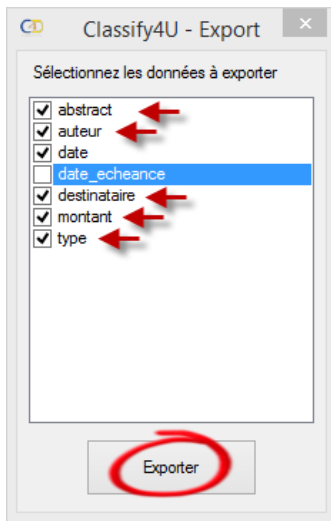 Classify4U - Export
Sélectionnez les données à exporter
abstract
auteur
date
date_echeance
destinataire
montant
type
Exporter